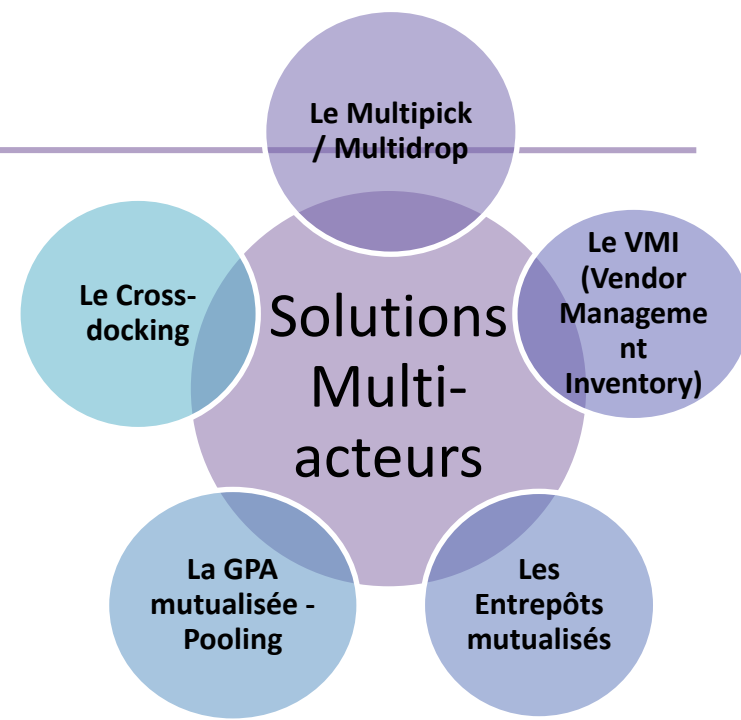 Le Multipick
/ Multidrop
Le VMI
(Vendor
Manageme
nt
Inventory)
Le Cross-
docking
Solutions
Multi-
acteurs
La GPA
mutualisée -
Pooling
Les
Entrepôts
mutualisés